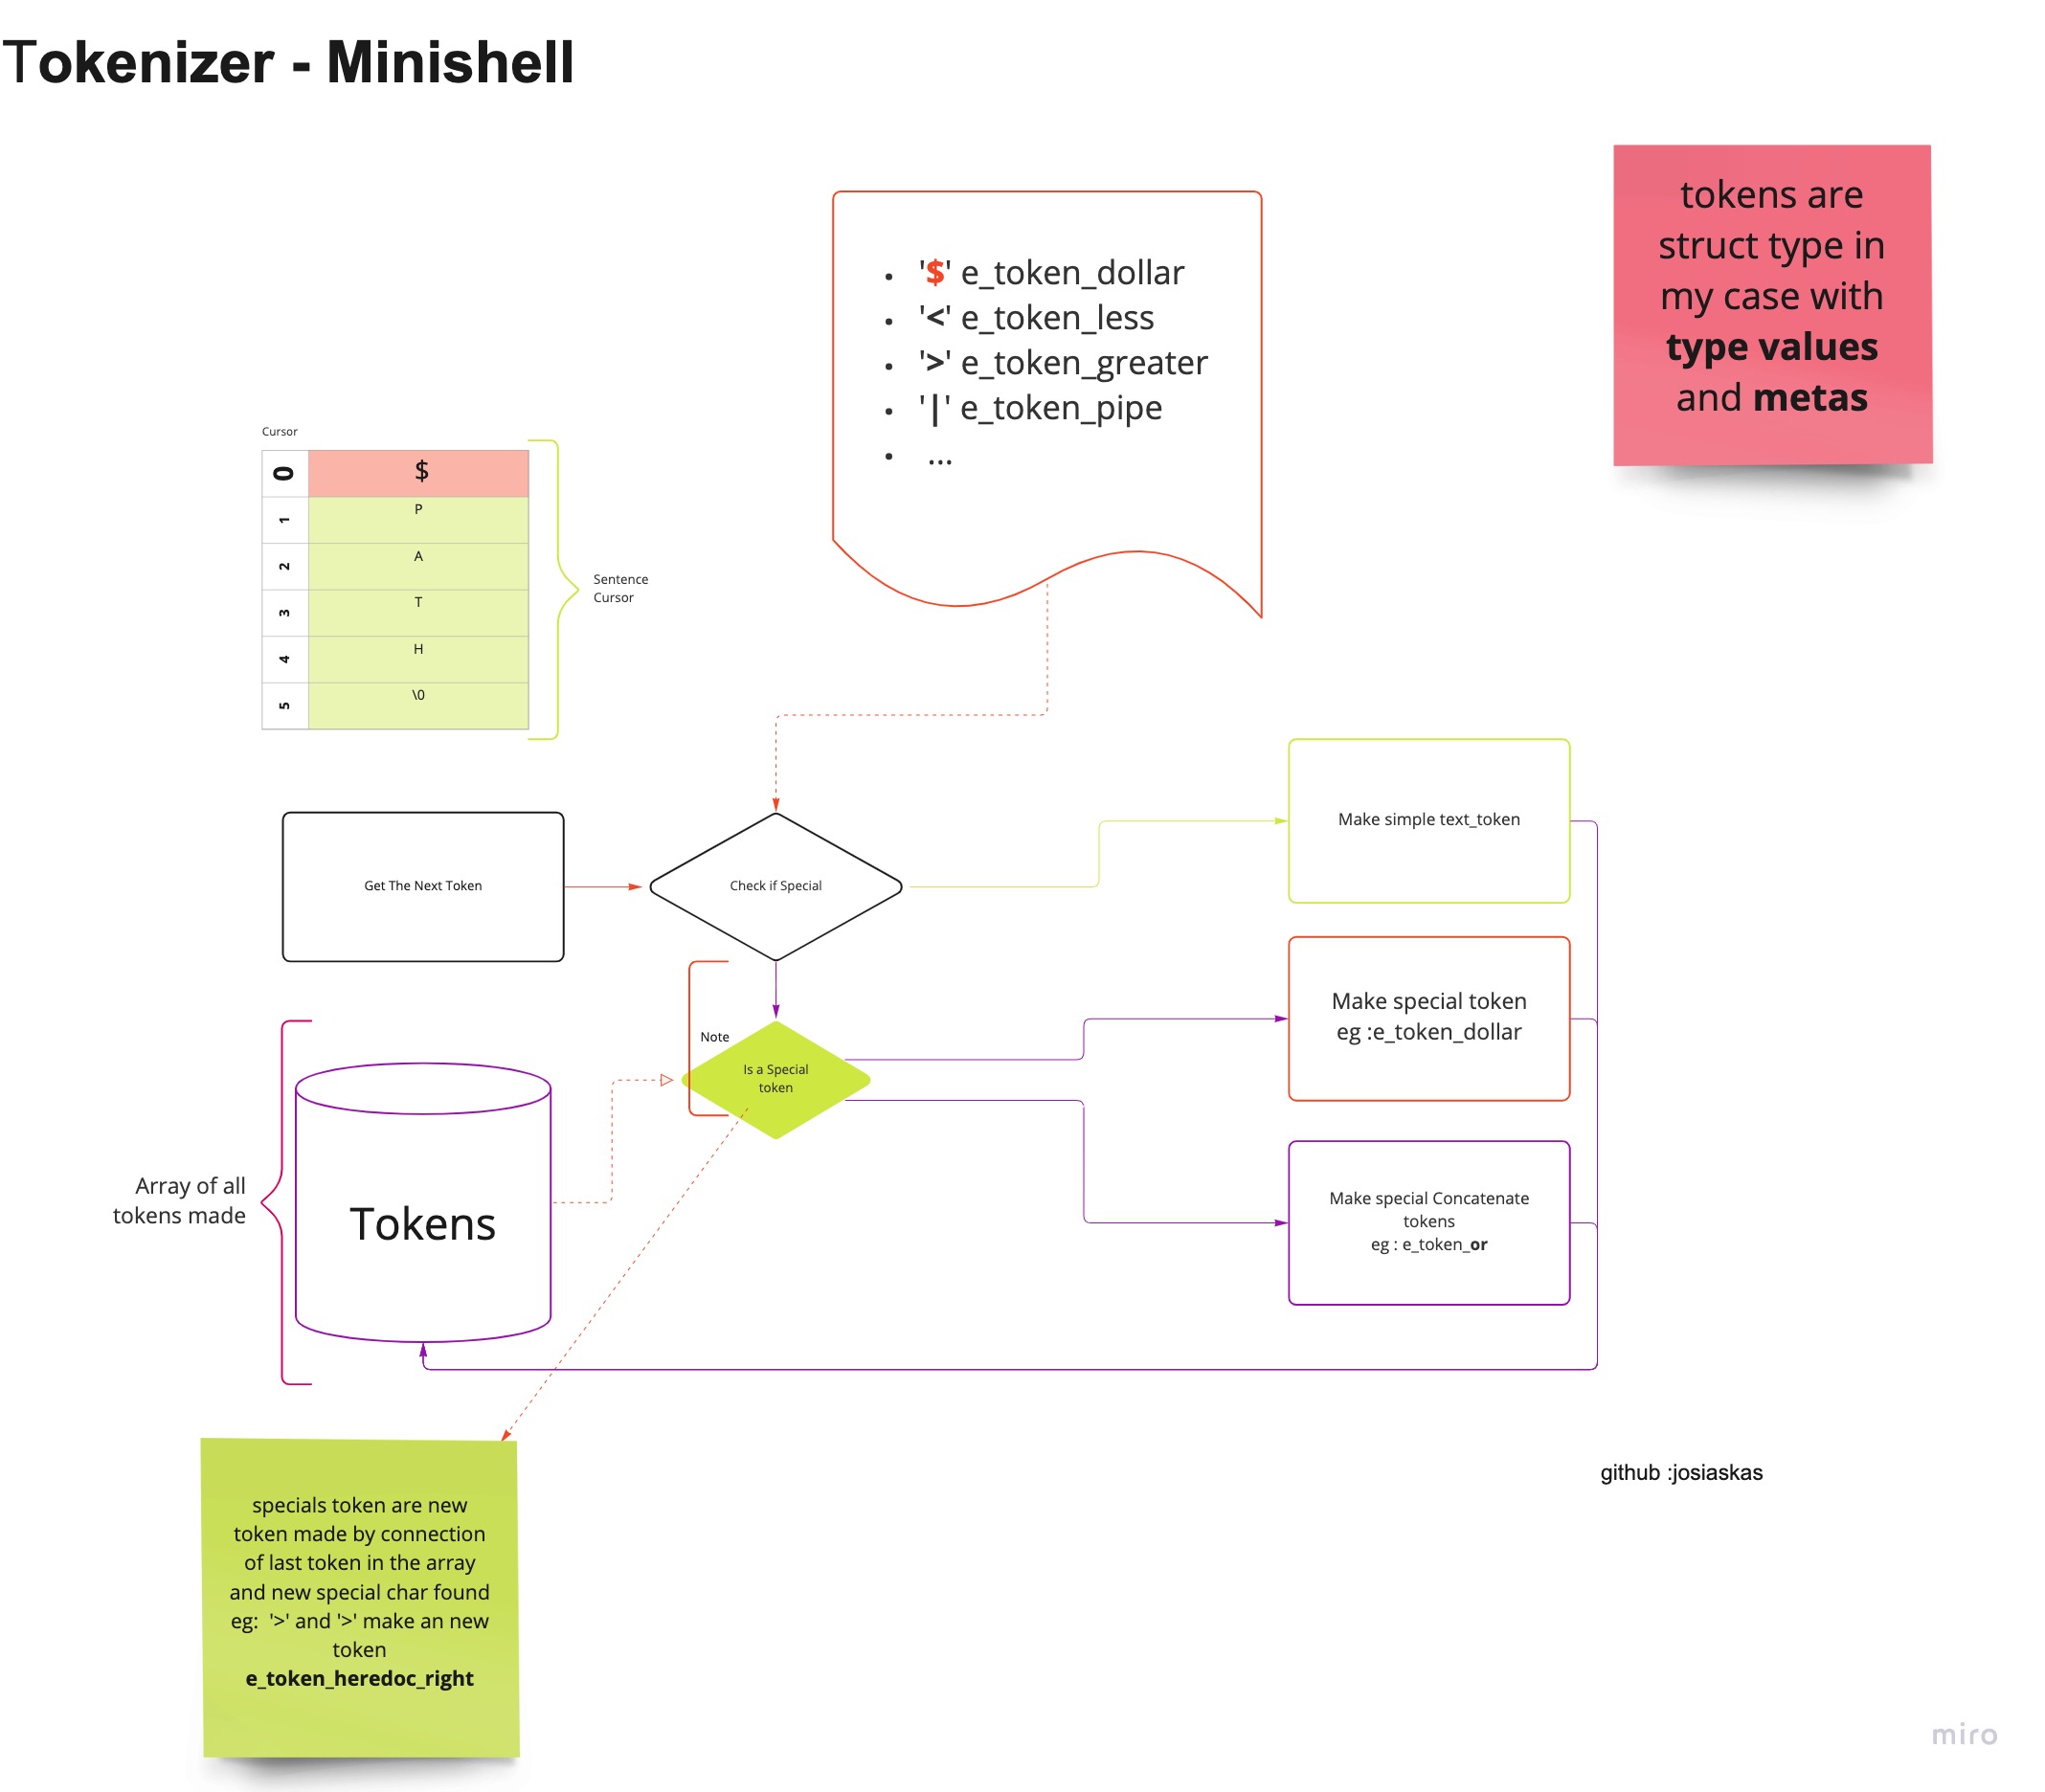 Tokenizer - Minishell
tokens are
struct type in
my case with
type values
and metas
'$' e_token_dollar
'<' e_token_less
'>' e_token_greater
'|' e_token_pipe
...
Cursor
0 $
1 P
2 A
3 T
4 H
5 \0
Sentence
Cursor
Get The Next Token
Check if Special
Make simple text_token
Note
Is a Special
token
Make special token
eg :e_token_dollar
Array of all
tokens made
Tokens
Make special Concatenate
tokens
eg : e_token_or
specials token are new
token made by connection
of last token in the array
and new special char found
eg:  '>' and '>' make an new
token
e_token_heredoc_right
github :josiaskas
miro